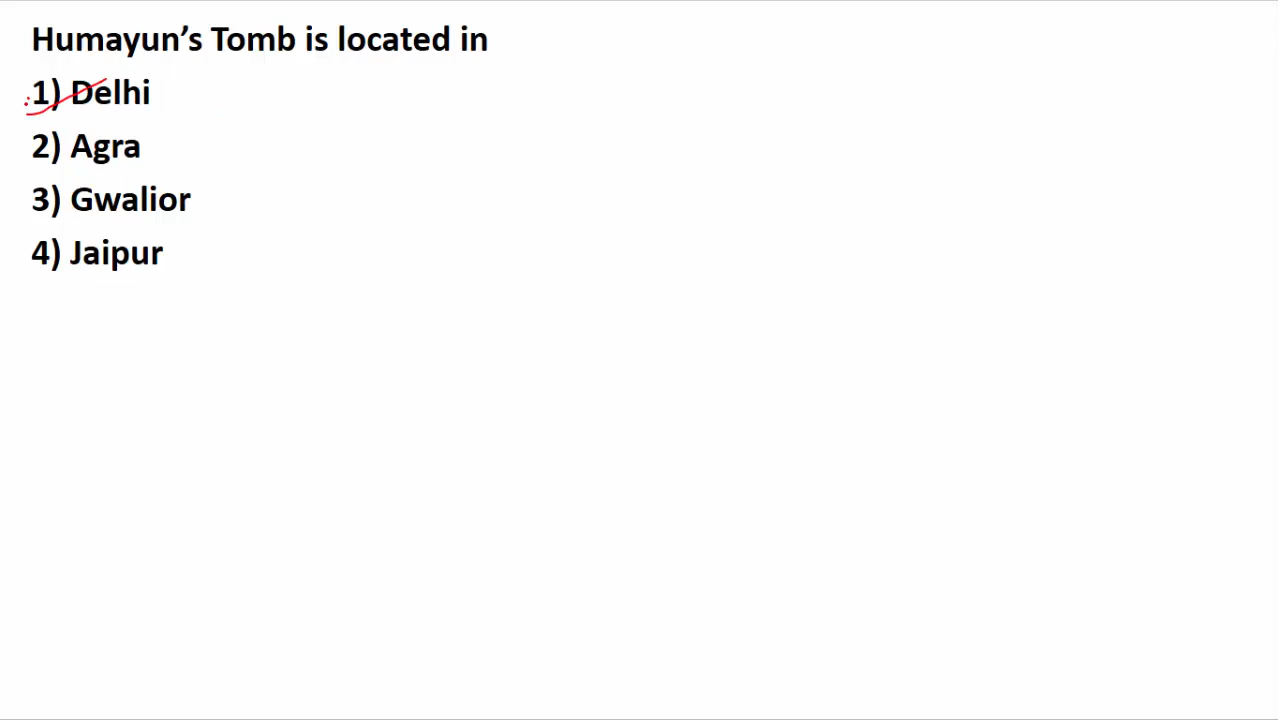 Humayun’s Tomb is located in
1) Delhi
2) Agra
3) Gwalior
4) Jaipur